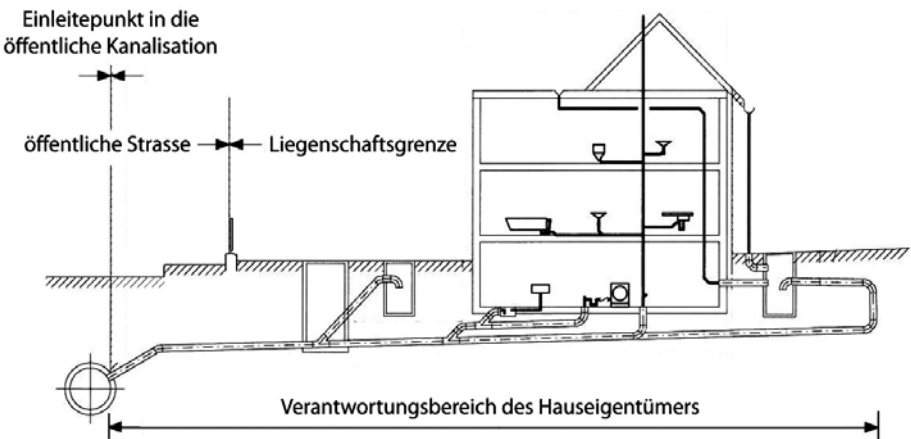 Einleitepunkt in die
öffentliche Kanalisation
öffentliche Strasse
Liegenschaftsgrenze
Verantwortungsbereich des Hauseigentümers